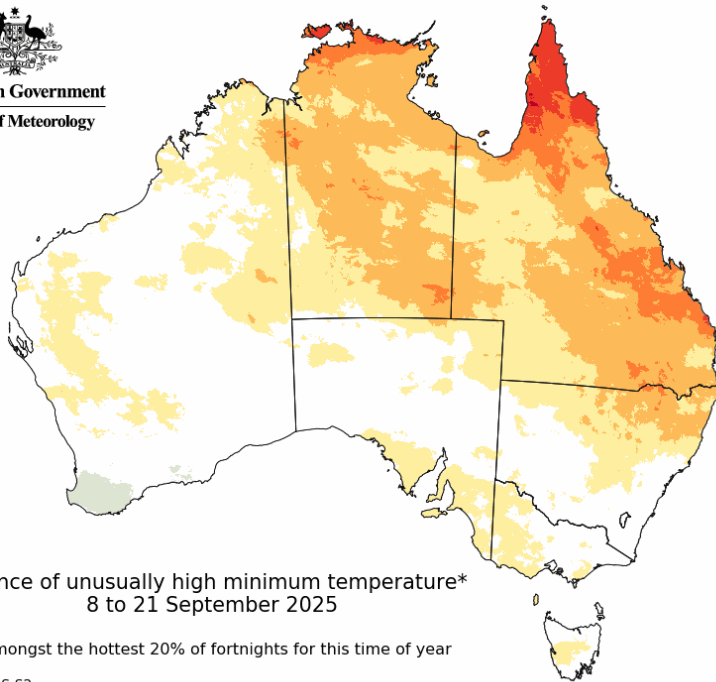 Government
f Meteorology
nce of unusually high minimum temperature*
8 to 21 September 2025
mongst the hottest 20% of fortnights for this time of year